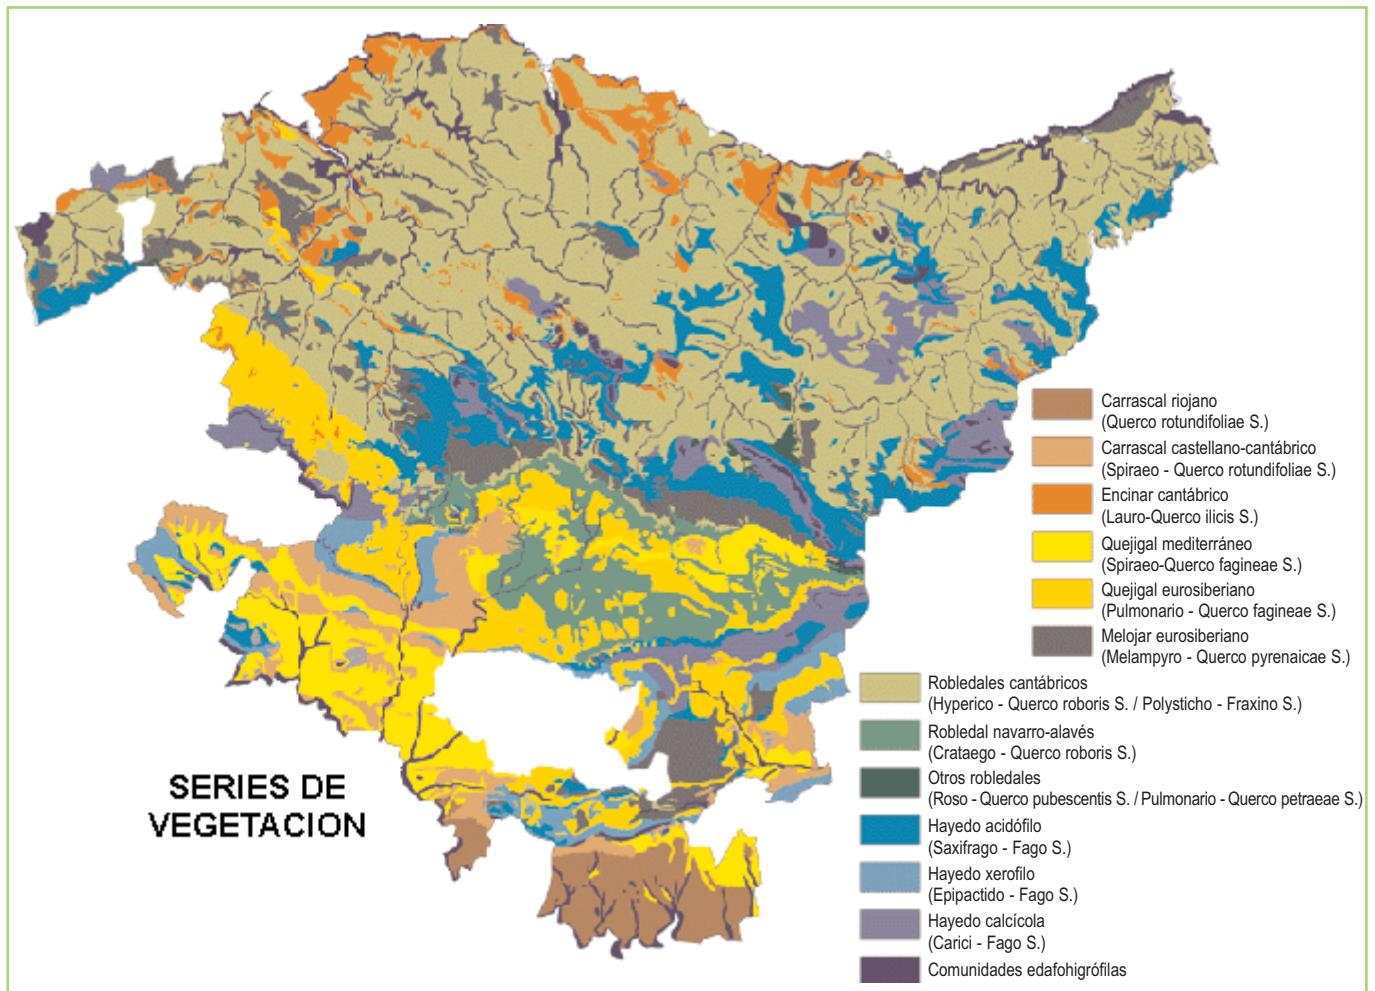 Carrascal riojano
(Querco rotundifoliae S.)
Carrascal castellano-cantábrico
(Spiraeo - Querco rotundifoliae S.)
Encinar cantábrico
(Lauro-Querco ilicis S.)
Quejigal mediterráneo
(Spiraeo-Querco fagineae S.)
Quejigal eurosiberiano
(Pulmonario - Querco fagineae S.)
Melojar eurosiberiano
(Melampyro - Querco pyrenaicae S.)
Robledales cantábricos
(Hyperico - Querco roboris S. / Polysticho - Fraxino S.)
Robledal navarro-alavés
(Crataego - Querco roboris S.)
Otros robledales
(Roso - Querco pubescentis S. / Pulmonario - Querco petraeae S.)
Hayedo acidófilo
(Saxifrago - Fago S.)
Hayedo xerofilo
(Epipactido - Fago S.)
Hayedo calcícola
(Carici - Fago S.)
Comunidades edafohigrófilas
SERIES DE
VEGETACION